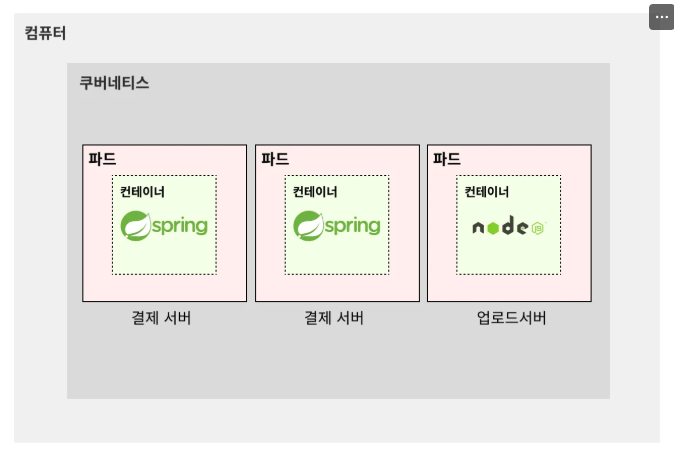 컴퓨터
쿠버네티스
파드
컨테이너
spring
결제 서버
파드
컨테이너
spring
결제 서버
파드
컨테이너
node
JS
업로드서버